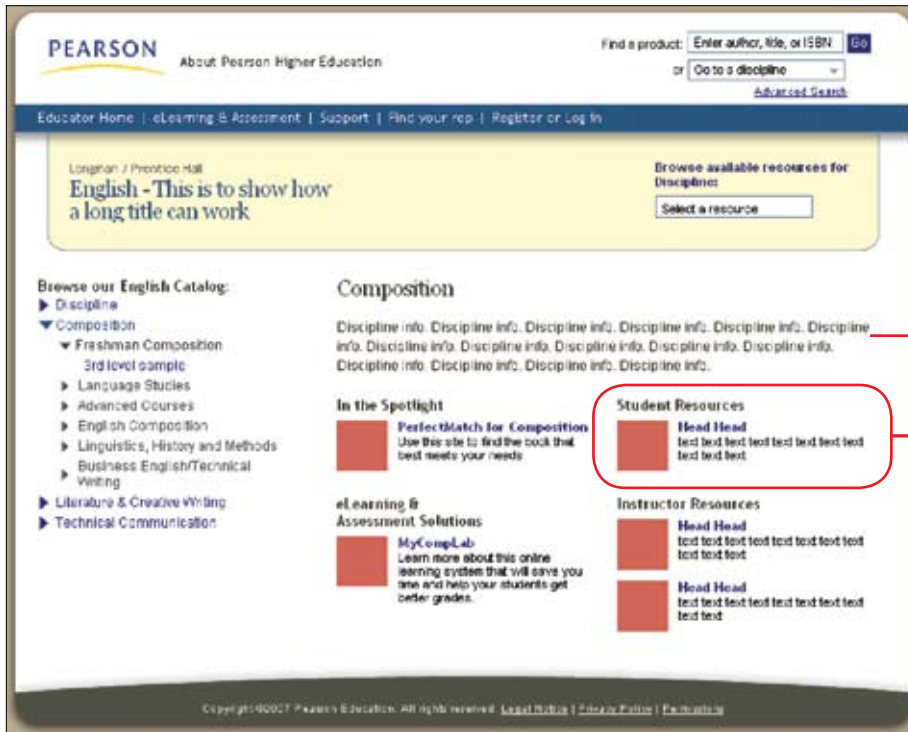 PEARSON
About Pearson Higher Education
Find a product: Enter author, title, or ISBN Go
or Go to a discipline
Advanced Search
Educator Home | eLearning & Assessment | Support | Find your rep | Register or Log In
Longman / Prentice Hall
English - This is to show how
a long title can work
Browse available resources for
Discipline:
Select a resource
Browse our English Catalog:
Discipline
Composition
Freshman Composition
3rd level sample
Language Studies
Advanced Courses
English Composition
Linguistics, History and Methods
Business English/Technical
Writing
Literature & Creative Writing
Technical Communication
Composition
Discipline info. Discipline info. Discipline info. Discipline info. Discipline info. Discipline
info. Discipline info. Discipline info. Discipline info. Discipline info. Discipline info.
Discipline info. Discipline info. Discipline info. Discipline info.
In the Spotlight
PerfectMatch for Composition
Use this site to find the book that
best meets your needs
Student Resources
Head Head
text text text text text text text text
text text text
eLearning &
Assessment Solutions
MyCompLab
Learn more about this online
learning system that will save you
time and help your students get
better grades.
Instructor Resources
Head Head
text text text text text text text text
text text text
Head Head
text text text text text text text text
text text
Copyright ©2007 Pearson Education. All rights reserved. Legal Notice | Privacy Policy | Permissions